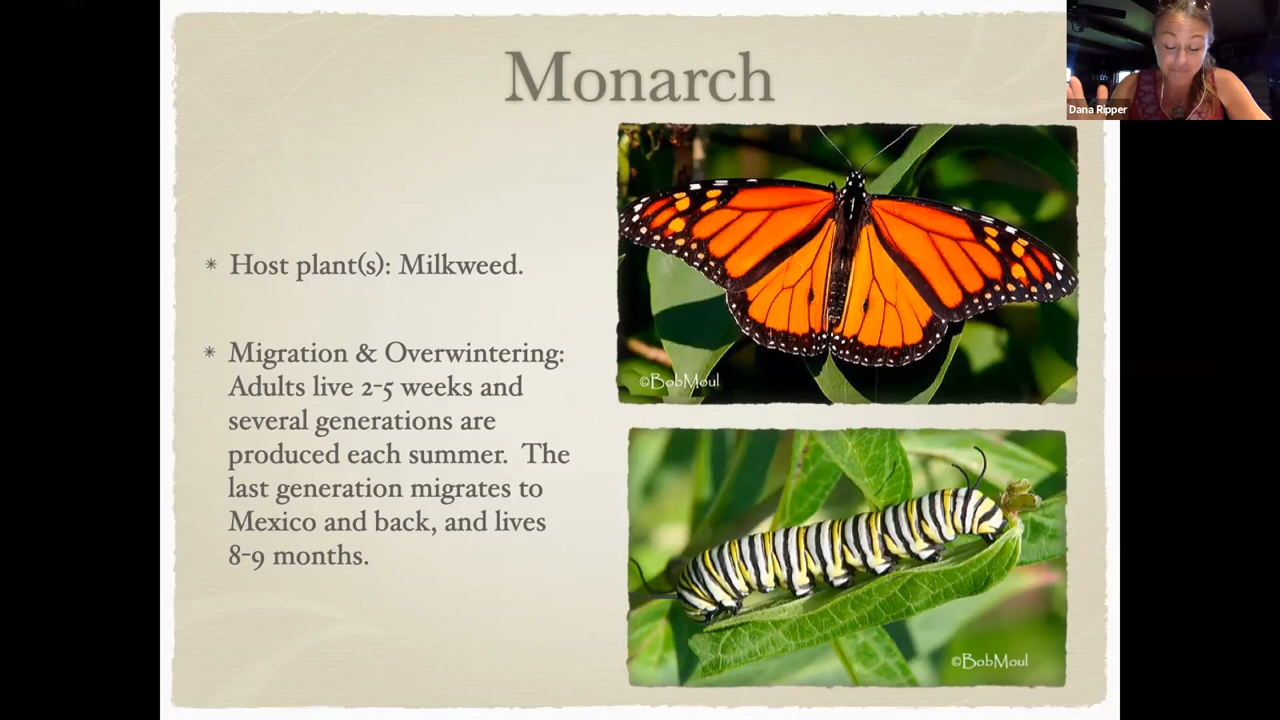 Monarch
Dana Ripper
* Host plant(s): Milkweed.
* Migration & Overwintering:
Adults live 2-5 weeks and
several generations are
produced each summer.  The
last generation migrates to
Mexico and back, and lives
8-9 months.
©BobMoul
©BobMoul